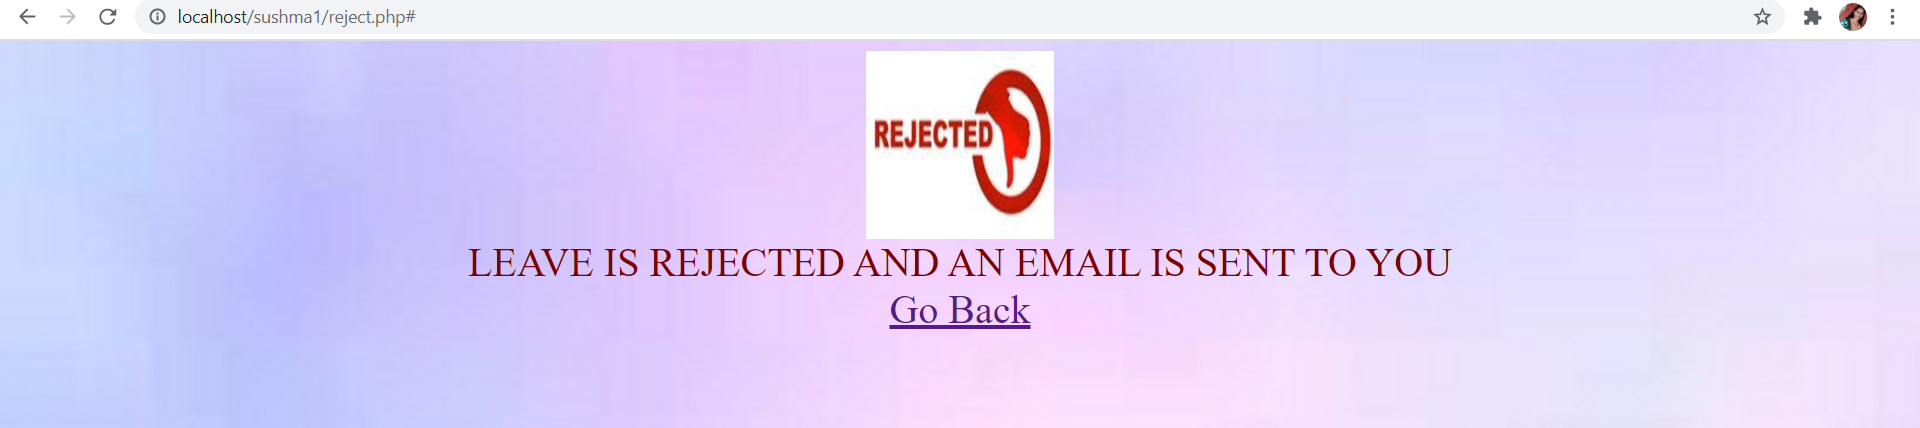 localhost/sushma1/reject.php#
REJECTED
LEAVE IS REJECTED AND AN EMAIL IS SENT TO YOU
Go Back